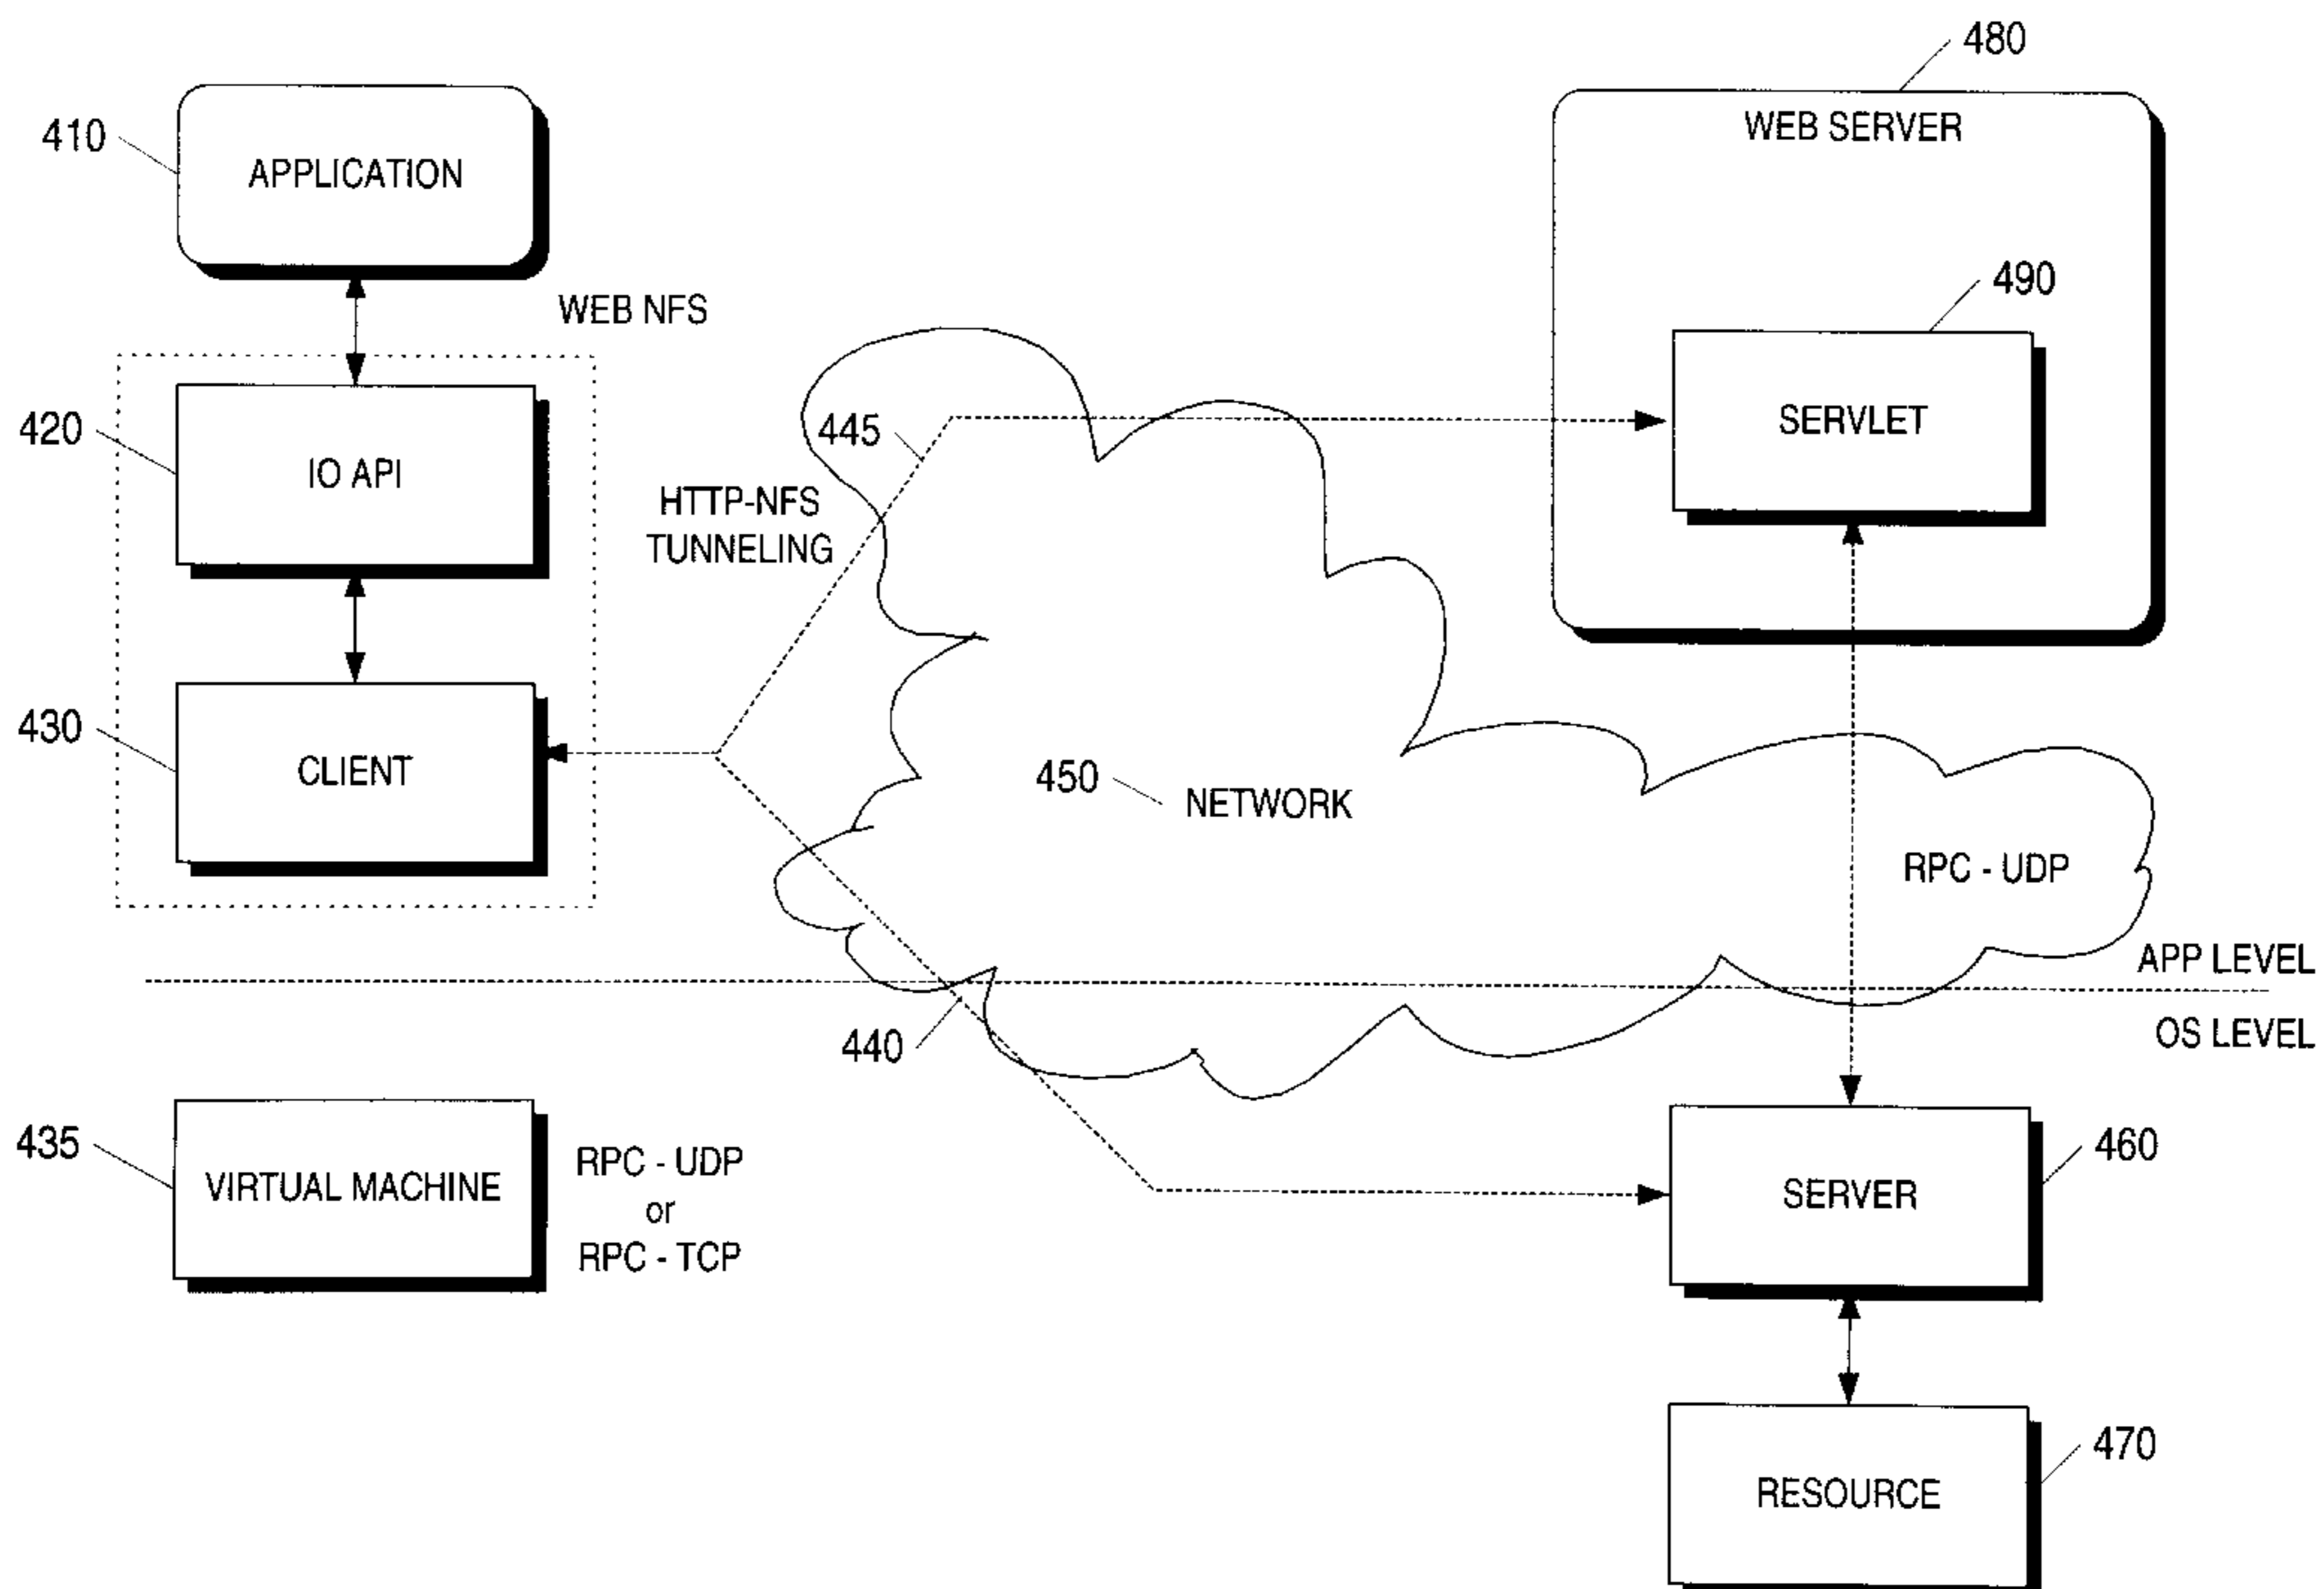 480
WEB SERVER
410
APPLICATION
490
WEB NFS
SERVLET
420
IO API
445
HTTP-NFS
TUNNELING
430
CLIENT
450
NETWORK
RPC - UDP
APP LEVEL
OS LEVEL
440
435
VIRTUAL MACHINE
RPC - UDP
or
RPC - TCP
460
SERVER
470
RESOURCE